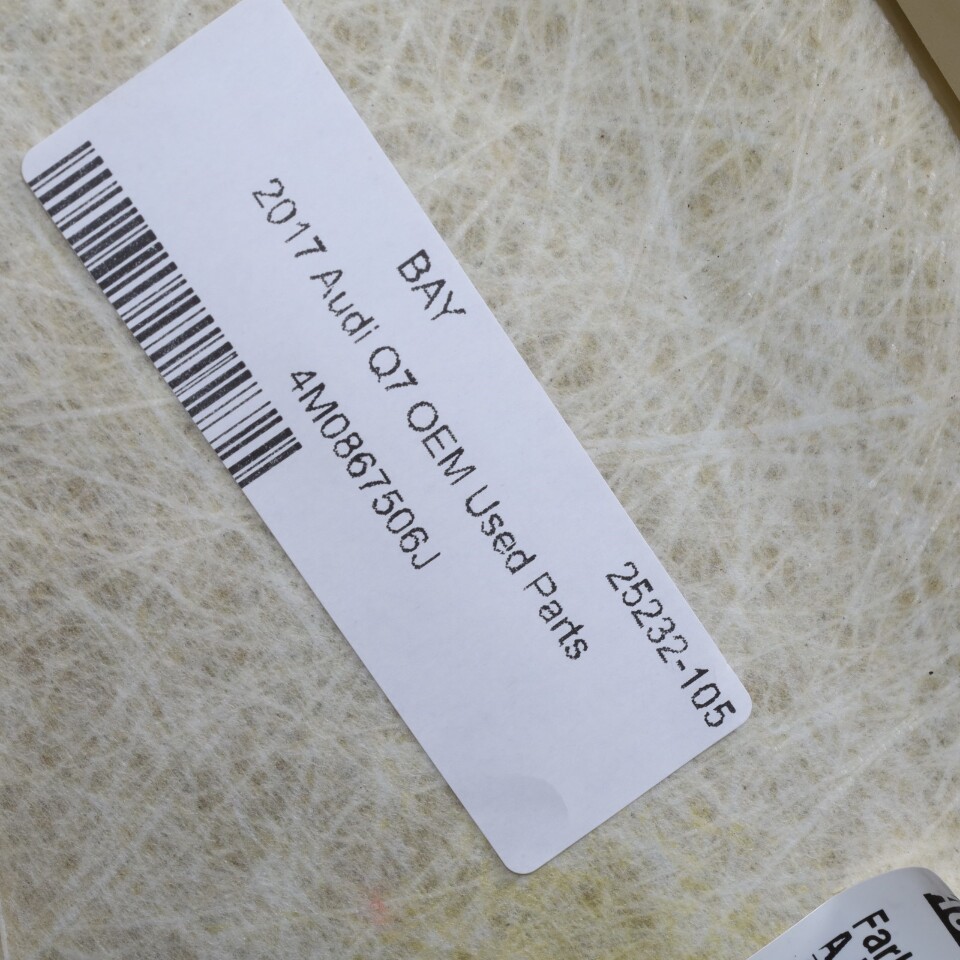 BAY
25232-105
2017 Audi Q7 OEM Used Parts
4M0867506J